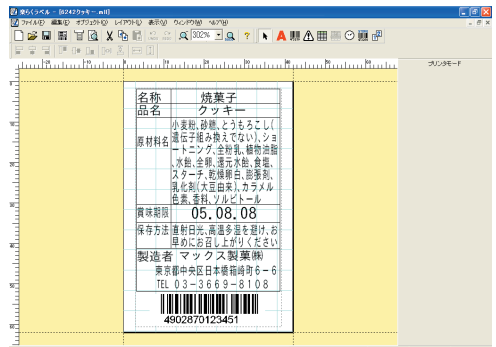 楽らくラベル - [6242クッキー.mll]
ファイル(F) 編集(E) オブジェクト(O) レイアウト(L) 表示(V) ウィンドウ(W) ヘルプ(H)
302%
プリンタモード
名称 焼菓子
品名 クッキー
原材料名 小麦粉、砂糖、とうもろこし(
遺伝子組み換えでない)、ショ
ートニング、全粉乳、植物油脂
、水飴、全卵、還元水飴、食塩、
スターチ、乾燥卵白、膨張剤、
乳化剤(大豆由来)、カラメル
色素、香料、ソルビトール
賞味期限 05.08.08
保存方法 直射日光、高温多湿を避け、お
早めにお召し上がりください
製造者 マックス製菓㈱
東京都中央区日本橋箱崎町6-6
TEL 03-3669-8108
4902870123451